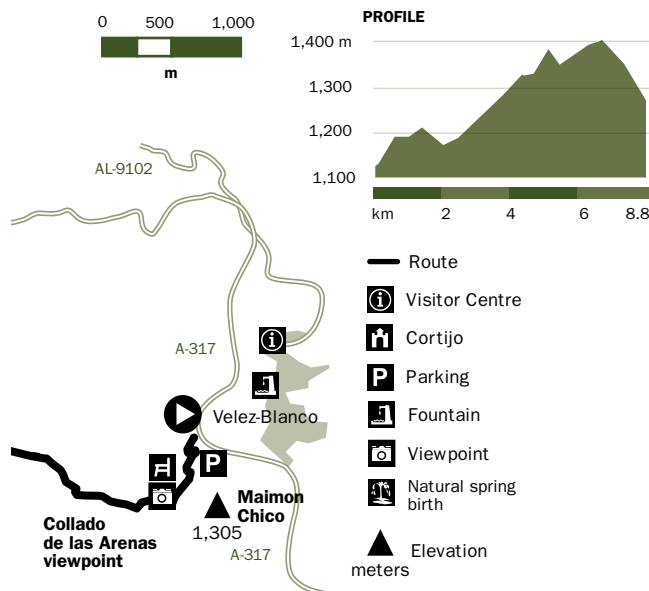 0 500 1,000
m
PROFILE
1,400 m
1,300
1,200
1,100
km 2 4 6 8.8
AL-9102
A-317
Velez-Blanco
P
Maimon
Chico
1,305
Collado
de las Arenas
viewpoint
A-317
Route
i Visitor Centre
Cortijo
P Parking
Fountain
Viewpoint
Natural spring
birth
Elevation
meters